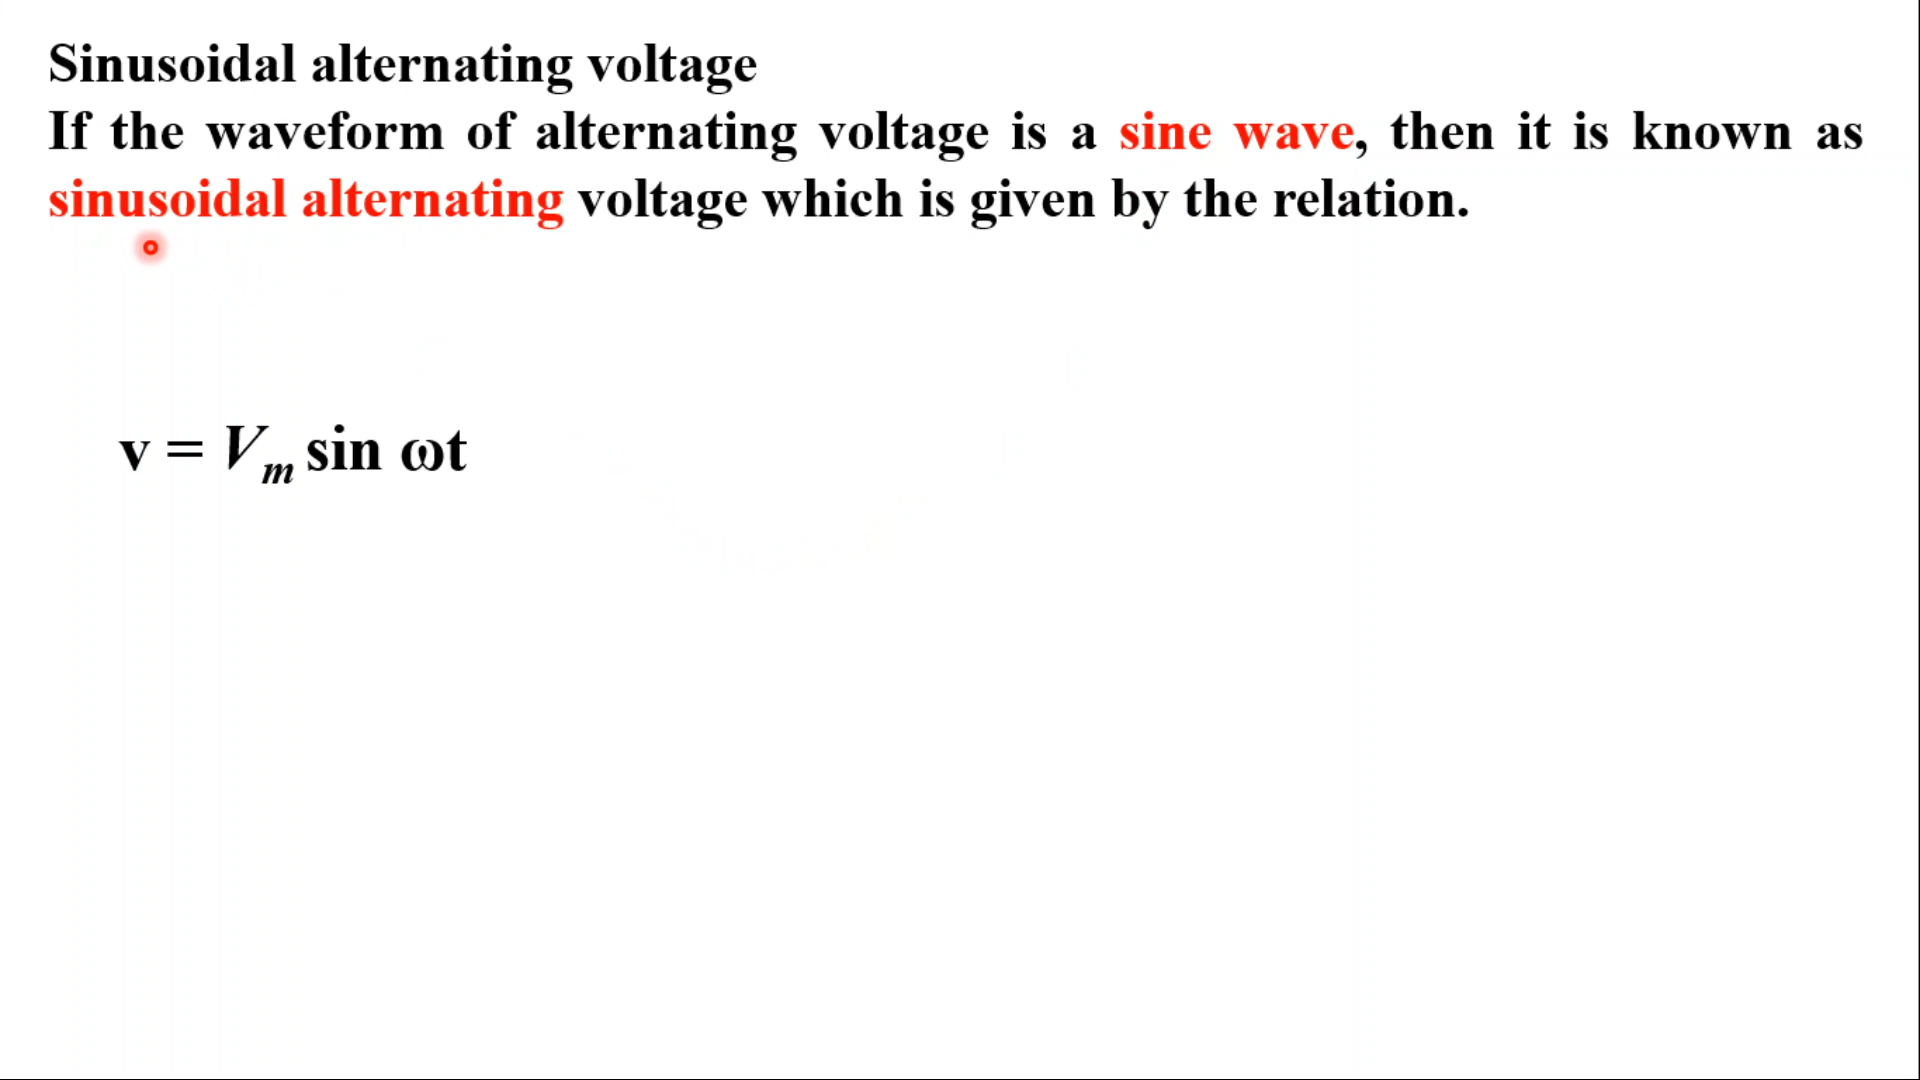 Sinusoidal alternating voltage
If the waveform of alternating voltage is a sine wave, then it is known as
sinusoidal alternating voltage which is given by the relation.
v = Vₘ sin ωt